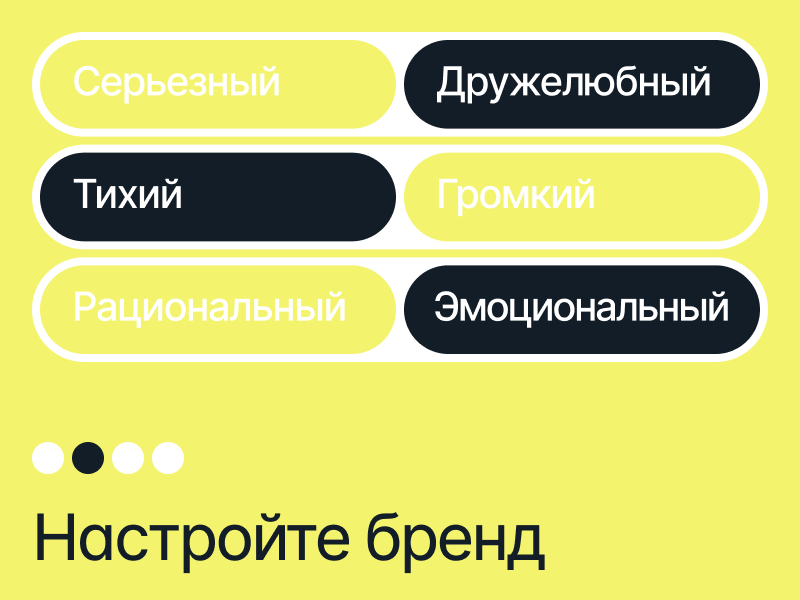 Серьезный
Дружелюбный
Тихий
Громкий
Рациональный
Эмоциональный
Настройте бренд